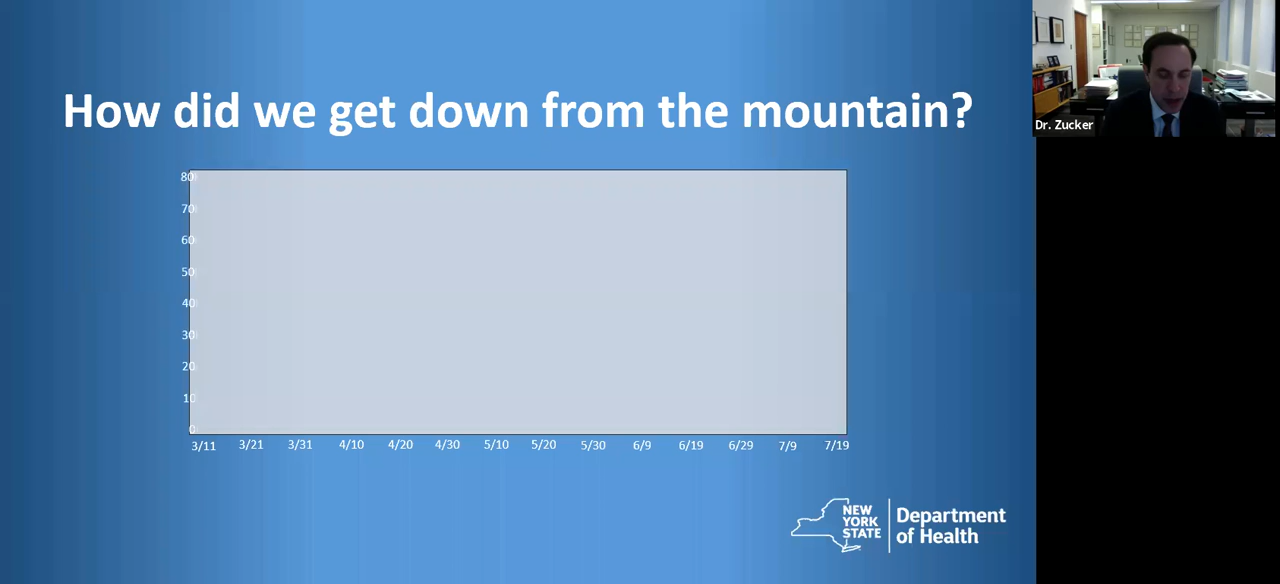 How did we get down from the mountain?
Dr. Zucker
80
70
60
50
40
30
20
10
0
3/11 3/21 3/31 4/10 4/20 4/30 5/10 5/20 5/30 6/9 6/19 6/29 7/9 7/19
NEW
YORK
STATE
Department
of Health